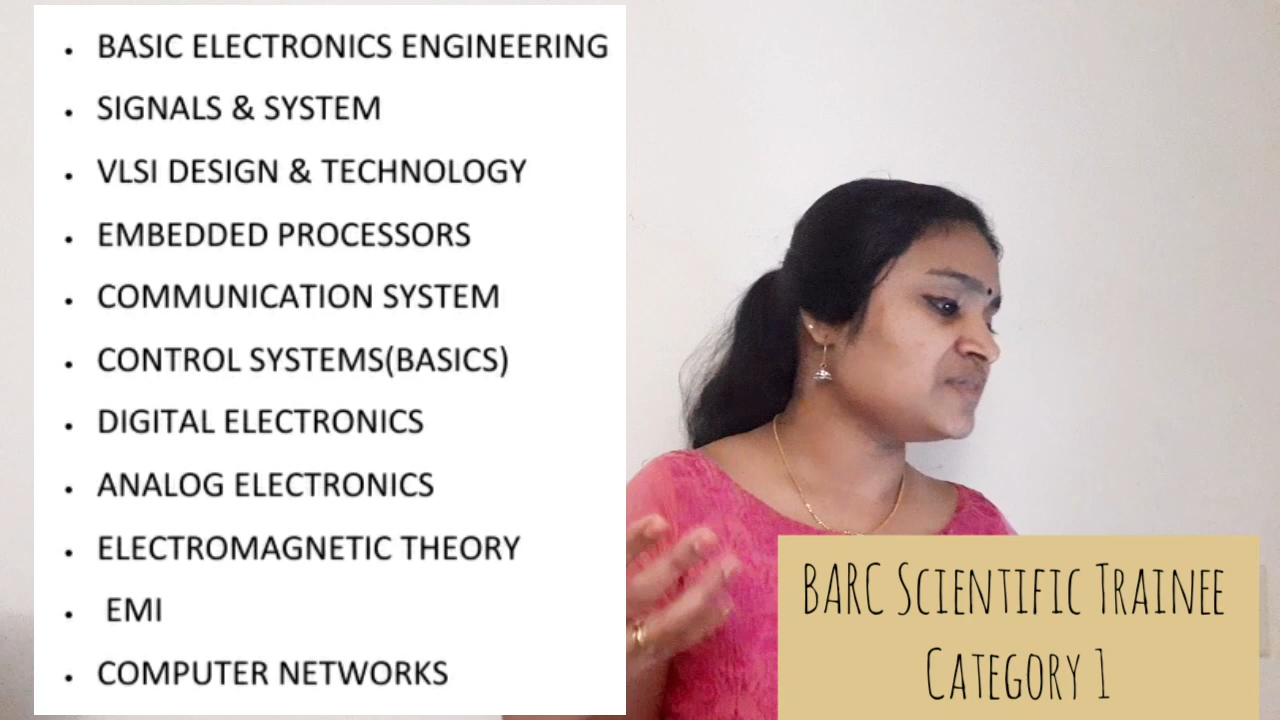 BASIC ELECTRONICS ENGINEERING
SIGNALS & SYSTEM
VLSI DESIGN & TECHNOLOGY
EMBEDDED PROCESSORS
COMMUNICATION SYSTEM
CONTROL SYSTEMS(BASICS)
DIGITAL ELECTRONICS
ANALOG ELECTRONICS
ELECTROMAGNETIC THEORY
EMI
COMPUTER NETWORKS
BARC SCIENTIFIC TRAINEE
CATEGORY 1